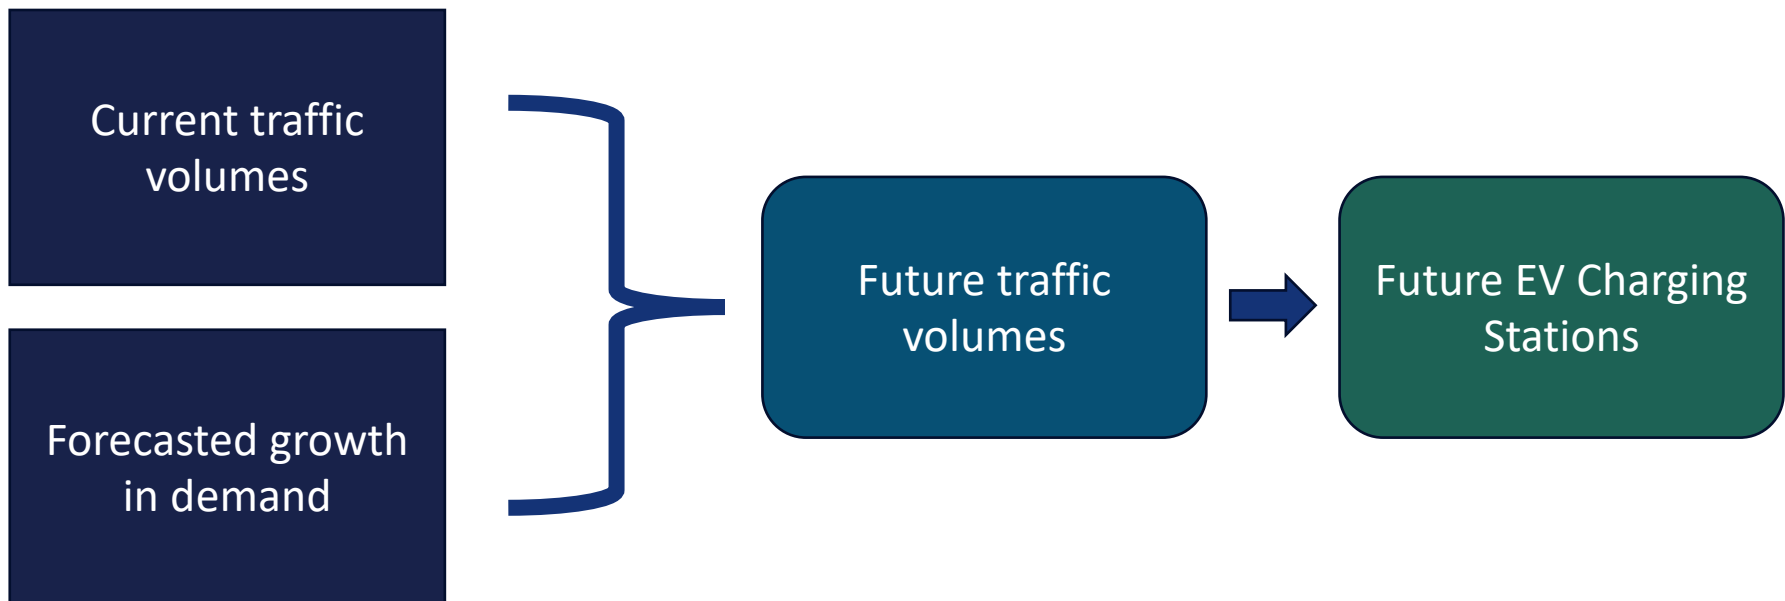 Current traffic
volumes
Forecasted growth
in demand
Future traffic
volumes
Future EV Charging
Stations